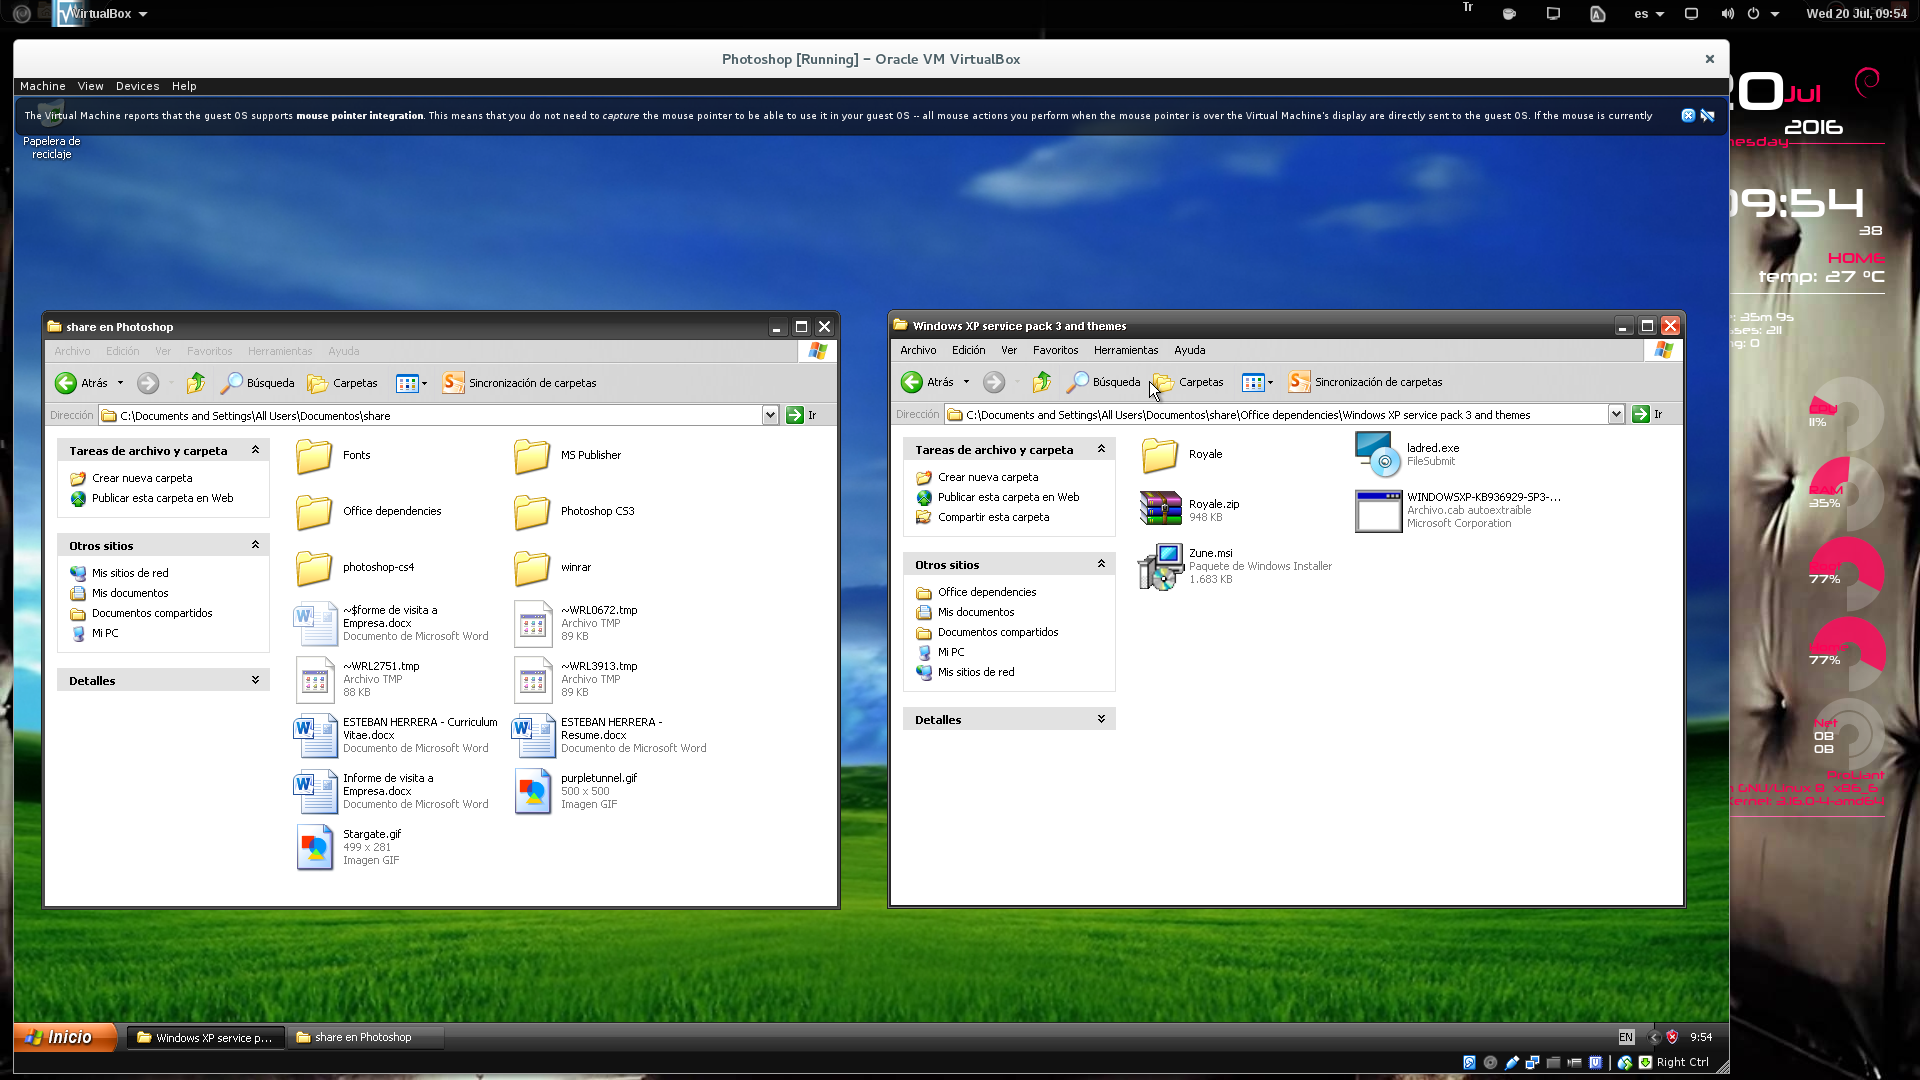 VirtualBox
Tr
es
Wed 20 Jul, 09:54
Photoshop [Running] – Oracle VM VirtualBox
Machine View Devices Help
The Virtual Machine reports that the guest OS supports mouse pointer integration. This means that you do not need to capture the mouse pointer to be able to use it in your guest OS -- all mouse actions you perform when the mouse pointer is over the Virtual Machine's display are directly sent to the guest OS. If the mouse is currently
Papelera de
reciclaje
Jul
2016
09:54
38
HOME
temp: 27 ºC
35m 9s
share en Photoshop
Archivo Edición Ver Favoritos Herramientas Ayuda
Atrás Búsqueda Carpetas Sincronización de carpetas
Dirección C:\Documents and Settings\All Users\Documentos\share Ir
Tareas de archivo y carpeta
Crear nueva carpeta
Publicar esta carpeta en Web
Otros sitios
Mis sitios de red
Mis documentos
Documentos compartidos
Mi PC
Detalles
Fonts
MS Publisher
Office dependencies
Photoshop CS3
photoshop-cs4
winrar
~$forme de visita a
Empresa.docx
Documento de Microsoft Word
~WRL0672.tmp
Archivo TMP
89 KB
~WRL2751.tmp
Archivo TMP
88 KB
~WRL3913.tmp
Archivo TMP
89 KB
ESTEBAN HERRERA - Curriculum
Vitae.docx
Documento de Microsoft Word
ESTEBAN HERRERA -
Resume.docx
Documento de Microsoft Word
Informe de visita a
Empresa.docx
Documento de Microsoft Word
purpletunnel.gif
500 x 500
Imagen GIF
Stargate.gif
499 x 281
Imagen GIF
Windows XP service pack 3 and themes
Archivo Edición Ver Favoritos Herramientas Ayuda
Atrás Búsqueda Carpetas Sincronización de carpetas
Dirección C:\Documents and Settings\All Users\Documentos\share\Office dependencies\Windows XP service pack 3 and themes Ir
Tareas de archivo y carpeta
Crear nueva carpeta
Publicar esta carpeta en Web
Compartir esta carpeta
Otros sitios
Office dependencies
Mis documentos
Documentos compartidos
Mi PC
Mis sitios de red
Detalles
Royale
ladred.exe
FileSubmit
Royale.zip
948 KB
WINDOWSXP-KB936929-SP3-...
Archivo.cab autoextraíble
Microsoft Corporation
Zune.msi
Paquete de Windows Installer
1.683 KB
CPU
11%
RAM
35%
Root
77%
77%
Net
08
08
ProLiant
GNU/Linux 8 x86_6
3.16.0-4-amd64
Inicio
Windows XP service p...
share en Photoshop
EN
9:54
Right Ctrl